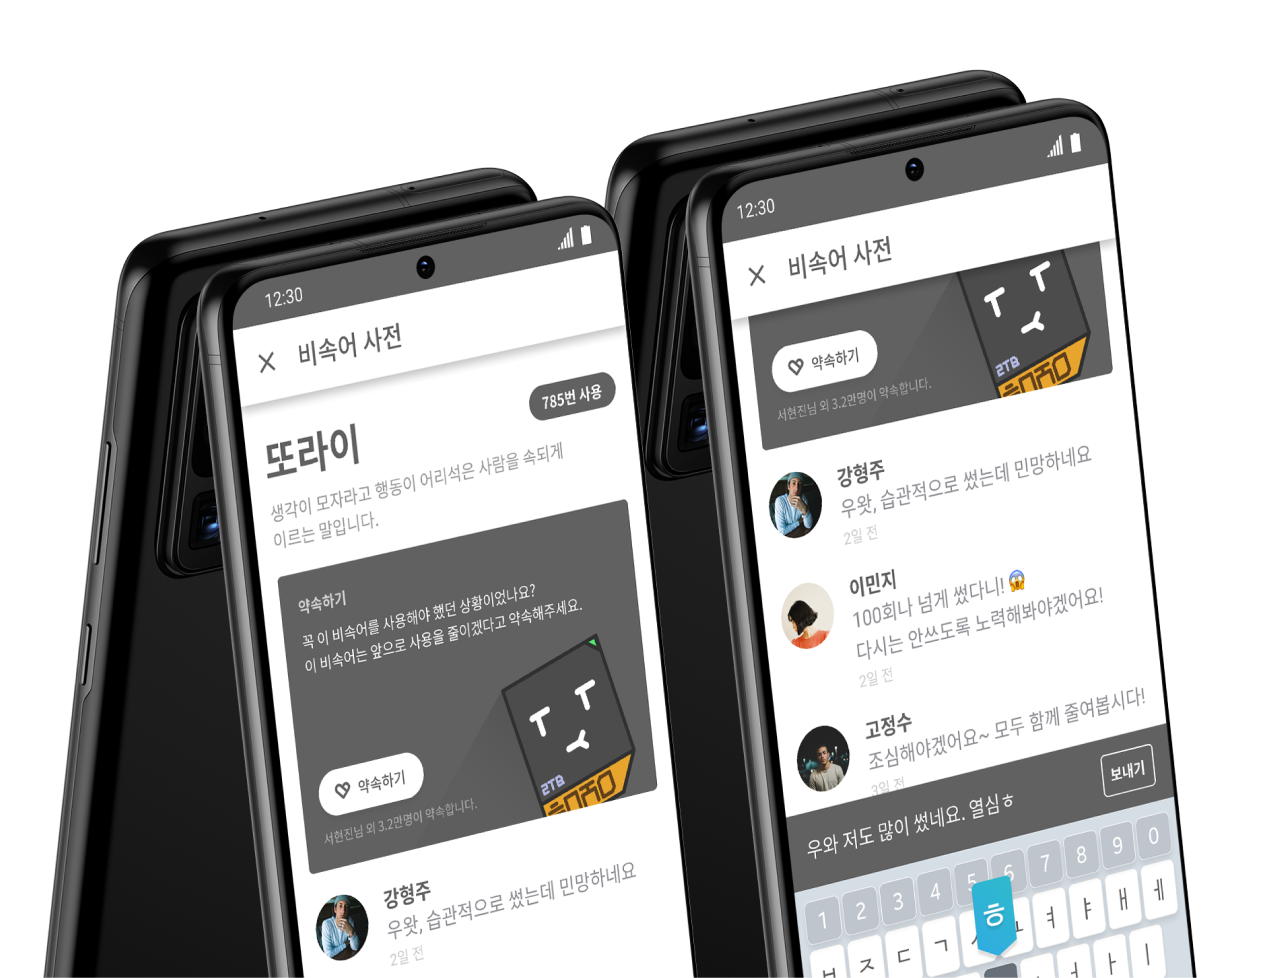 12:30
비속어 사전
785번 사용
또라이
생각이 모자라고 행동이 어리석은 사람을 속되게
이르는 말입니다.
약속하기
꼭 이 비속어를 사용해야 했던 상황이었나요?
이 비속어는 앞으로 사용을 줄이겠다고 약속해주세요.
2TB
약속하기
서현진님 외 3.2만명이 약속합니다.
강형주
우왓, 습관적으로 썼는데 민망하네요
2일 전
12:30
비속어 사전
약속하기
2TB
서현진님 외 3.2만명이 약속합니다.
강형주
우왓, 습관적으로 썼는데 민망하네요
2일 전
이민지
100회나 넘게 썼다니! 😱
다시는 안쓰도록 노력해봐야겠어요!
2일 전
고정수
조심해야겠어요~ 모두 함께 줄여봅시다!
3일 전
우와 저도 많이 썼네요. 열심ㅎ
보내기
1 2 3 4 5 6 7 8 9 0
ㅂ ㅈ ㄷ ㄱ ㅅ ㅛ ㅕ ㅑ ㅐ ㅔ
ㅎ ㅓ ㅏ ㅣ